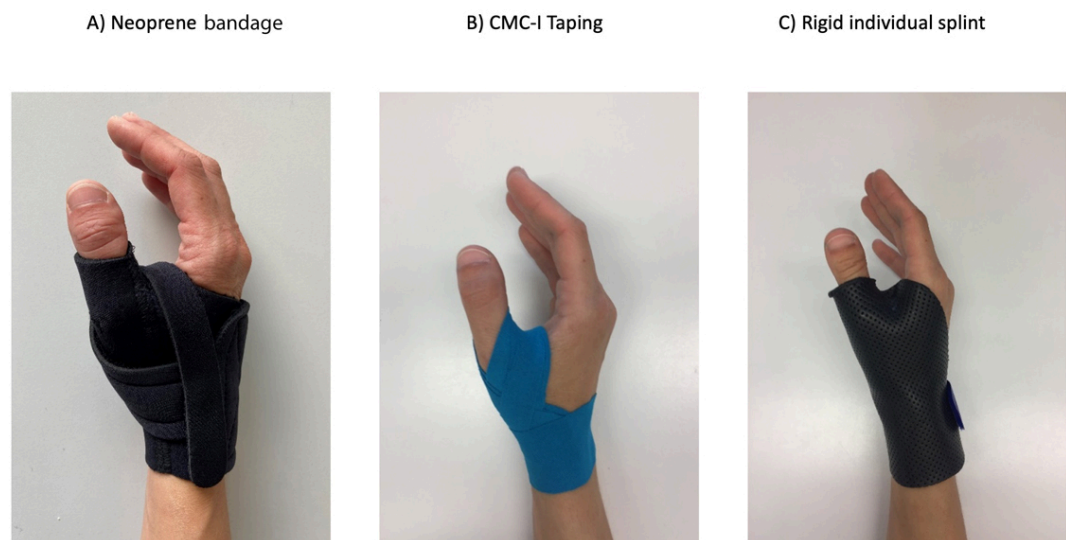 A) Neoprene bandage
B) CMC-I Taping
C) Rigid individual splint